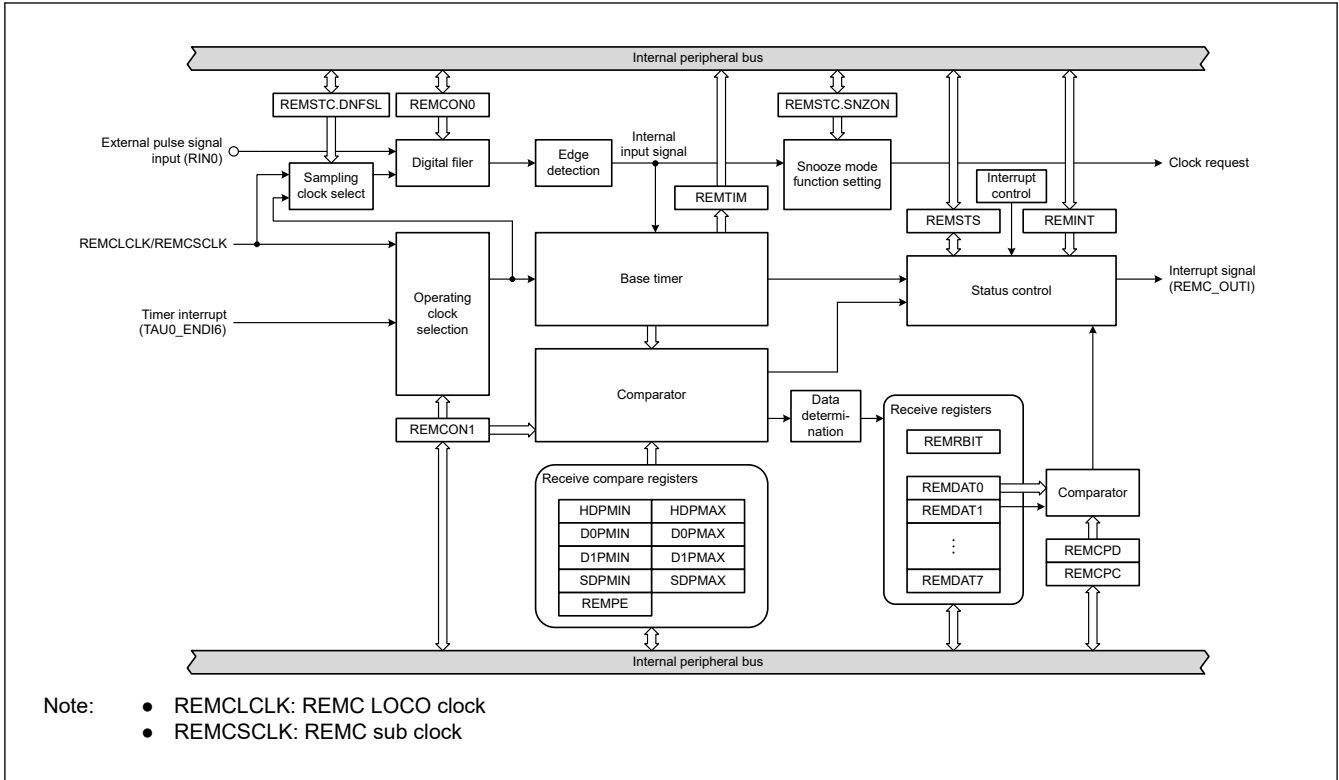 Internal peripheral bus
REMSTC.DNFSL
REMCON0
REMSTC.SNZON
External pulse signal
input (RIN0)
Digital filer
Edge
detection
Internal
input signal
Snooze mode
function setting
Clock request
Sampling
clock select
Interrupt
control
REMTIM
REMSTS
REMINT
REMCLCLK/REMCSCLK
Operating
clock
selection
Base timer
Status control
Interrupt signal
(REMC_OUTI)
Timer interrupt
(TAU0_ENDI6)
Comparator
REMCON1
Data
determi-
nation
Receive registers
REMRBIT
REMDAT0
REMDAT1
⋮
REMDAT7
Comparator
REMCPD
REMCPC
Receive compare registers
HDPMIN HDPMAX
D0PMIN D0PMAX
D1PMIN D1PMAX
SDPMIN SDPMAX
REMPE
Internal peripheral bus
Note: ● REMCLCLK: REMC LOCO clock
● REMCSCLK: REMC sub clock